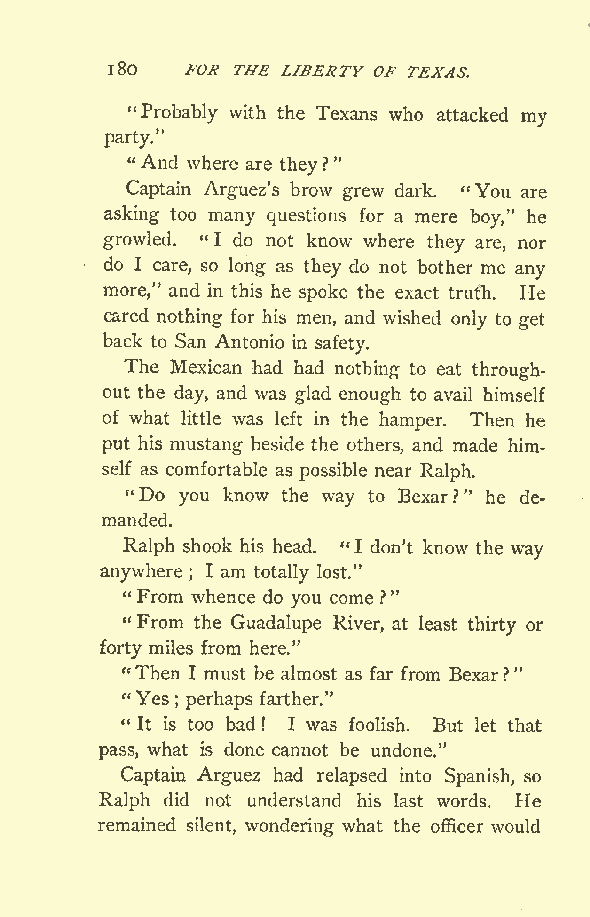 180 FOR THE LIBERTY OF TEXAS.
"Probably with the Texans who attacked my
party."
"And where are they?"
Captain Arguez's brow grew dark. "You are
asking too many questions for a mere boy," he
growled. "I do not know where they are, nor
do I care, so long as they do not bother me any
more," and in this he spoke the exact truth. He
cared nothing for his men, and wished only to get
back to San Antonio in safety.
The Mexican had had nothing to eat through-
out the day, and was glad enough to avail himself
of what little was left in the hamper. Then he
put his mustang beside the others, and made him-
self as comfortable as possible near Ralph.
"Do you know the way to Bexar?" he de-
manded.
Ralph shook his head. "I don't know the way
anywhere; I am totally lost."
"From whence do you come?"
"From the Guadalupe River, at least thirty or
forty miles from here."
"Then I must be almost as far from Bexar?"
"Yes; perhaps farther."
"It is too bad! I was foolish. But let that
pass, what is done cannot be undone."
Captain Arguez had relapsed into Spanish, so
Ralph did not understand his last words. He
remained silent, wondering what the officer would